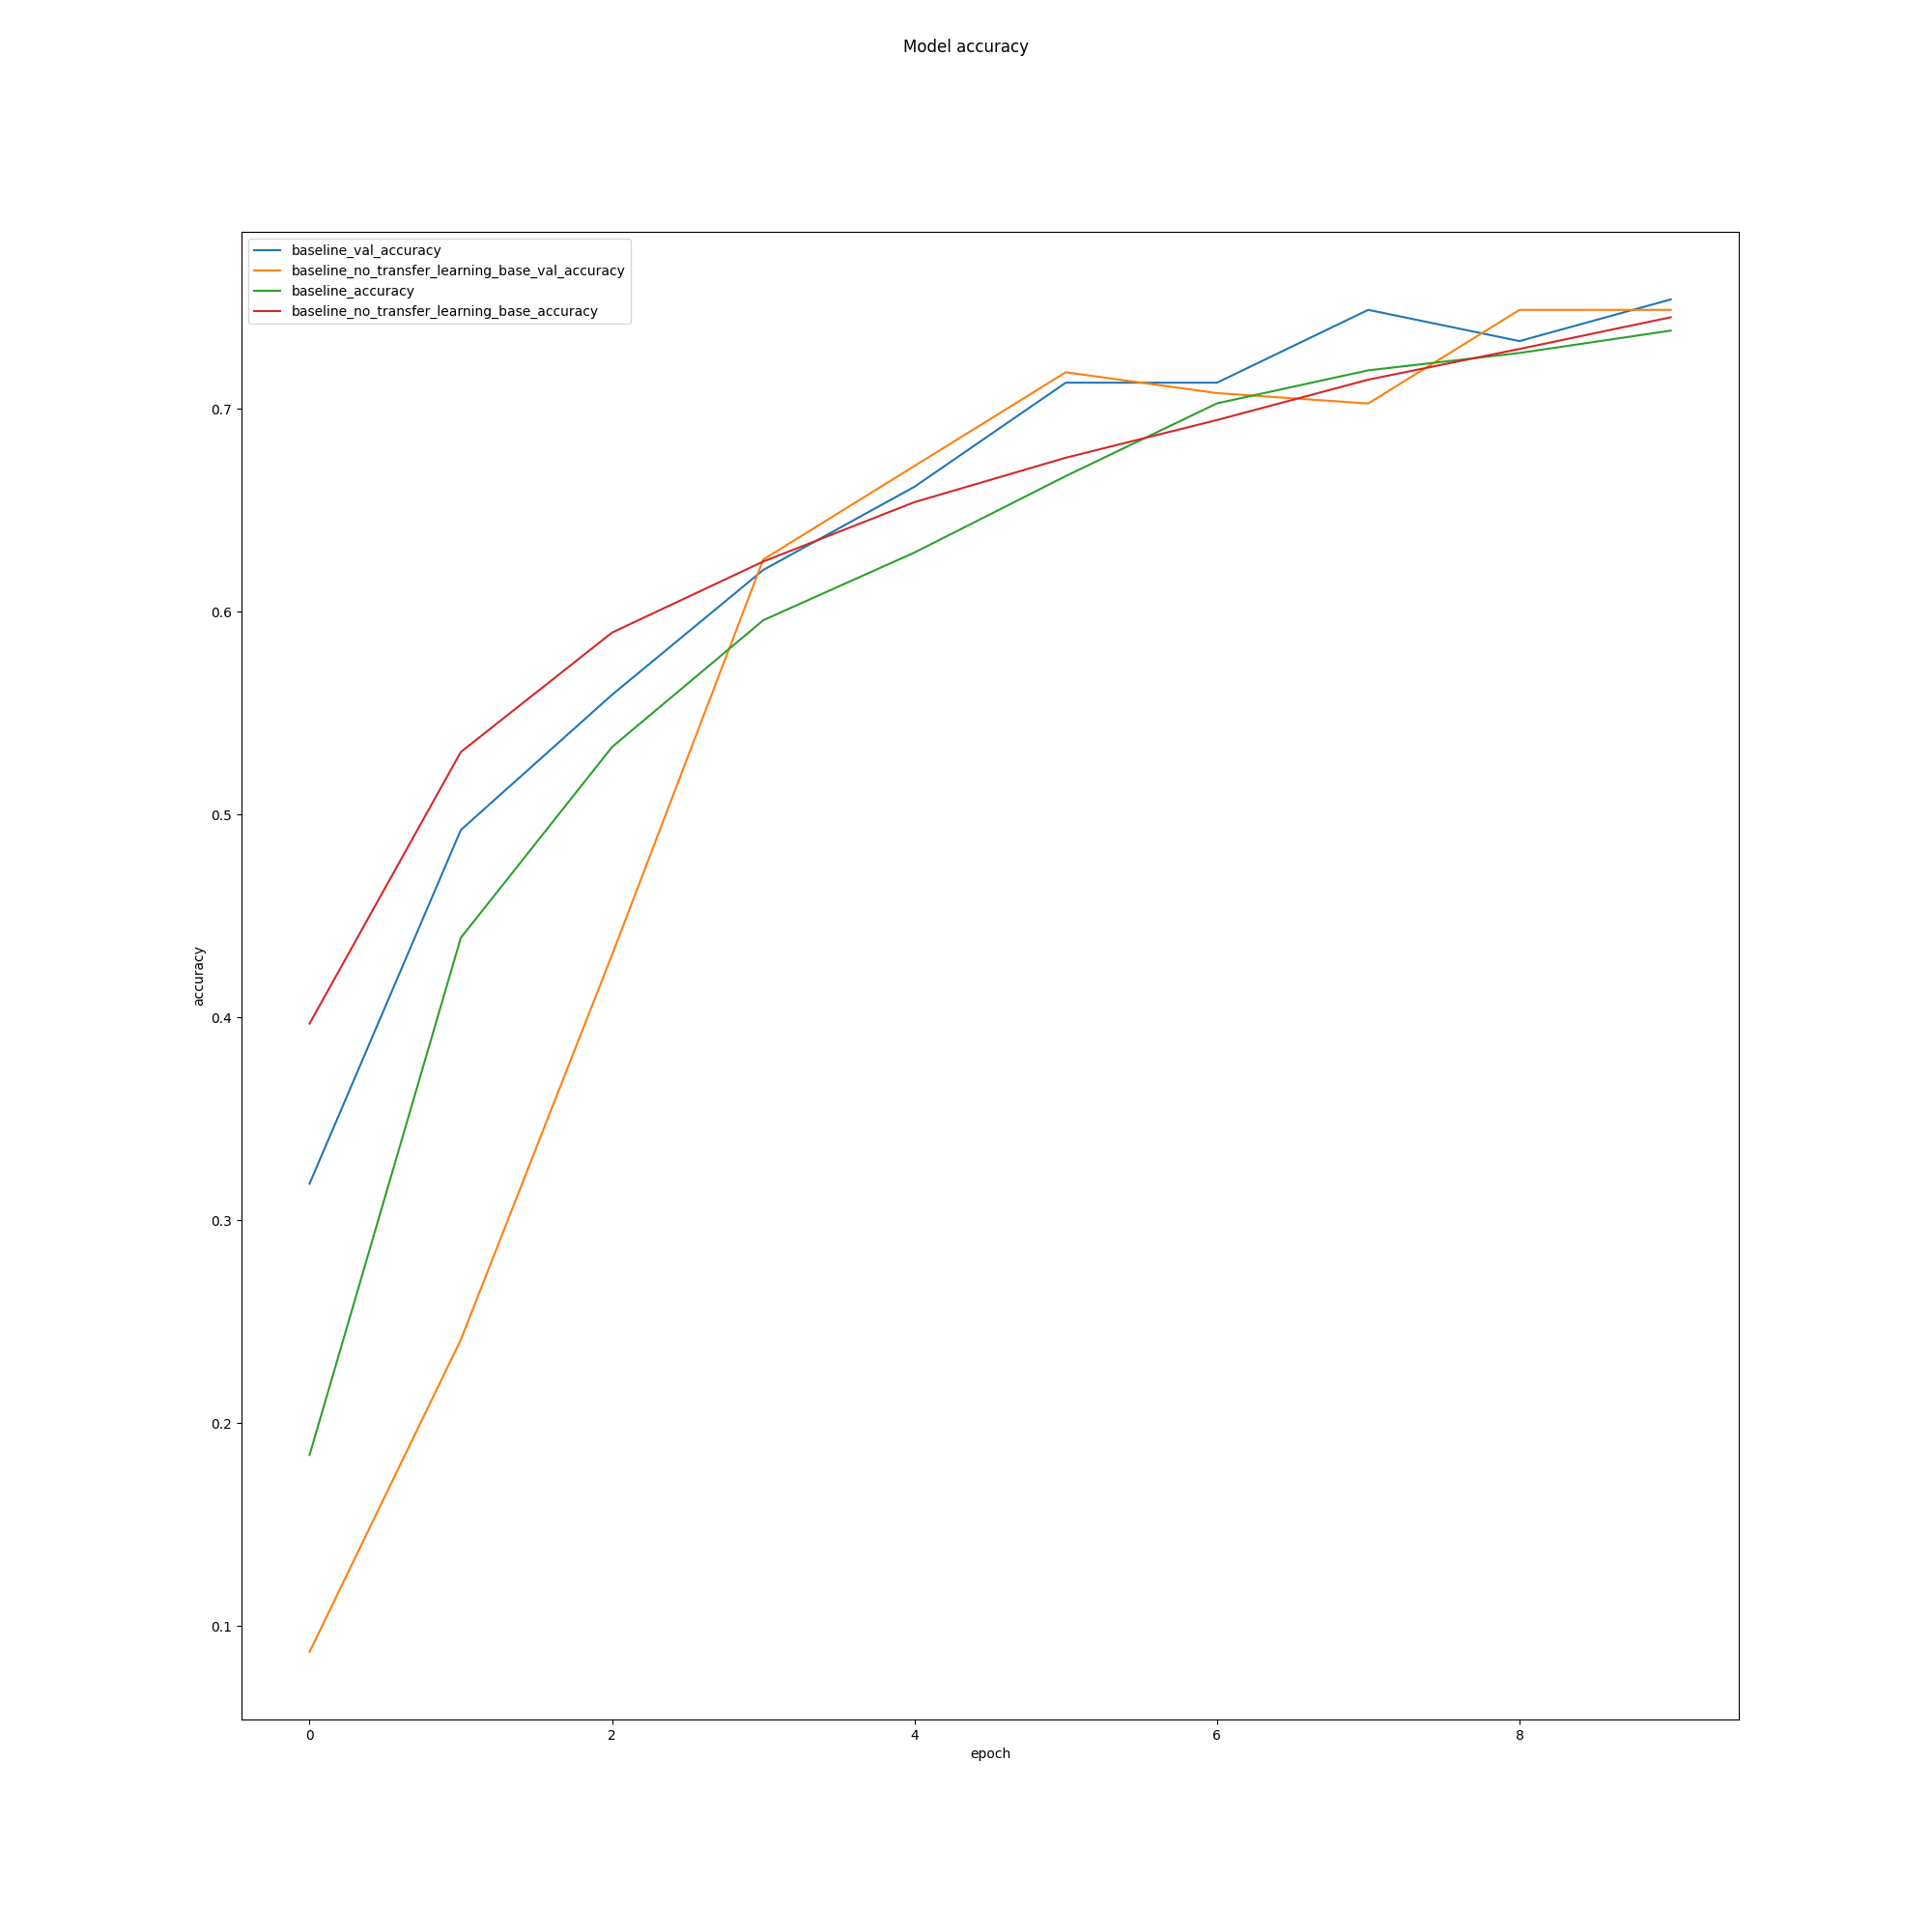 Model accuracy
baseline_val_accuracy
baseline_no_transfer_learning_base_val_accuracy
baseline_accuracy
baseline_no_transfer_learning_base_accuracy
0.7
0.6
0.5
0.4
0.3
0.2
0.1
accuracy
0 2 4 6 8
epoch